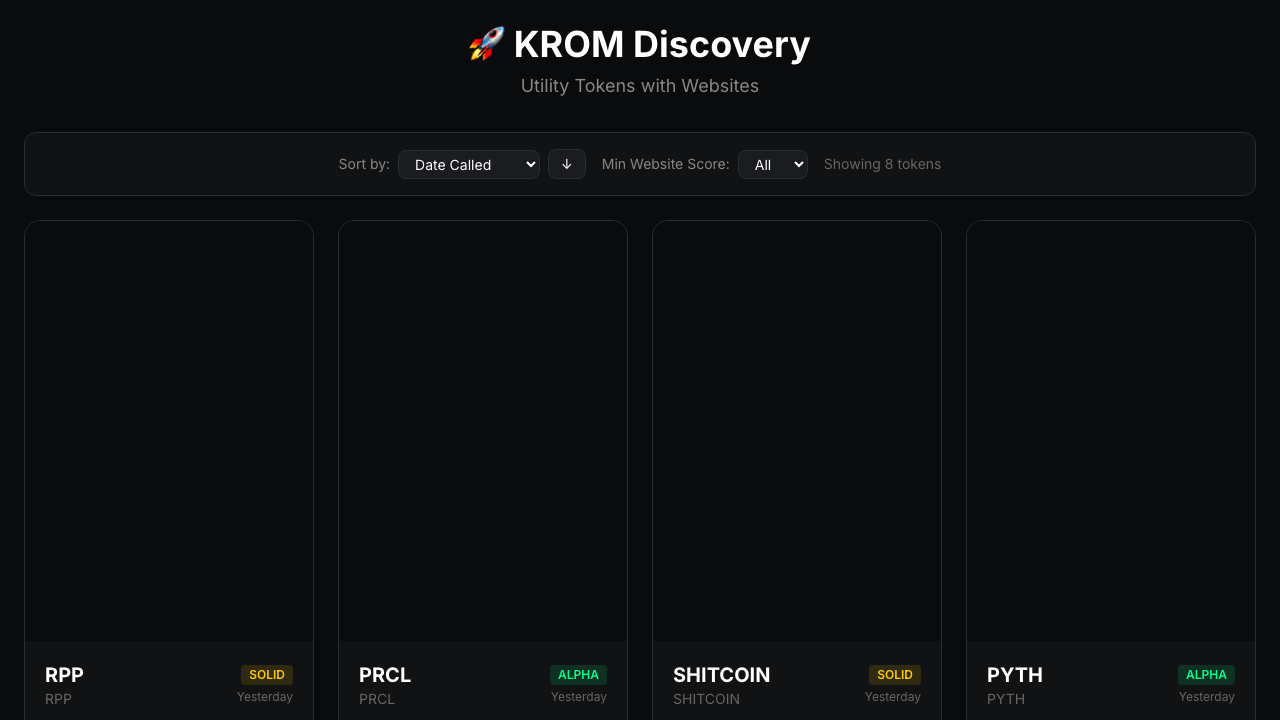 🚀 KROM Discovery
Utility Tokens with Websites
Sort by: Date Called ↓ Min Website Score: All Showing 8 tokens
RPP SOLID
RPP Yesterday
PRCL ALPHA
PRCL Yesterday
SHITCOIN SOLID
SHITCOIN Yesterday
PYTH ALPHA
PYTH Yesterday